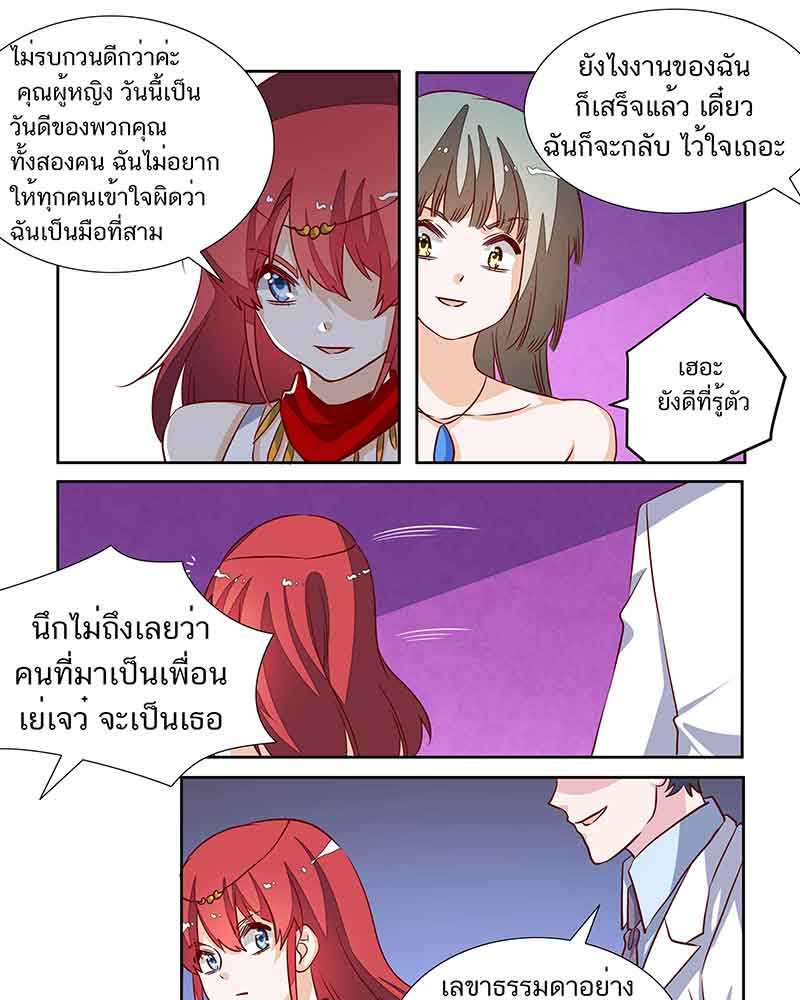 ไม่รบกวนดีกว่าค่ะ
คุณผู้หญิง วันนี้เป็น
วันดีของพวกคุณ
ทั้งสองคน ฉันไม่อยาก
ให้ทุกคนเข้าใจผิดว่า
ฉันเป็นมือที่สาม
ยังไงงานของฉัน
ก็เสร็จแล้ว เดี๋ยว
ฉันก็จะกลับ ไว้ใจเถอะ
เฮอะ
ยังดีที่รู้ตัว
นึกไม่ถึงเลยว่า
คนที่มาเป็นเพื่อน
เย่เจว๋ จะเป็นเธอ
เลขาธรรมดาอย่าง